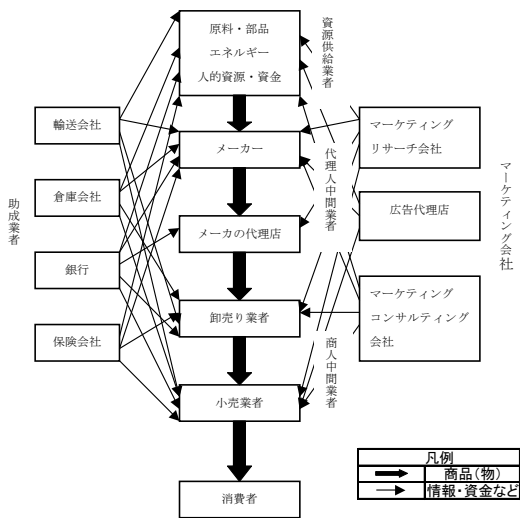 原料・部品
エネルギー
人的資源・資金
資源供給業者
輸送会社
メーカー
マーケティング
リサーチ会社
代理人中間業者
助成業者
倉庫会社
広告代理店
マーケティング会社
メーカの代理店
銀行
マーケティング
コンサルティング
会社
卸売り業者
保険会社
商人中間業者
小売業者
消費者
凡例
商品(物)
情報・資金など